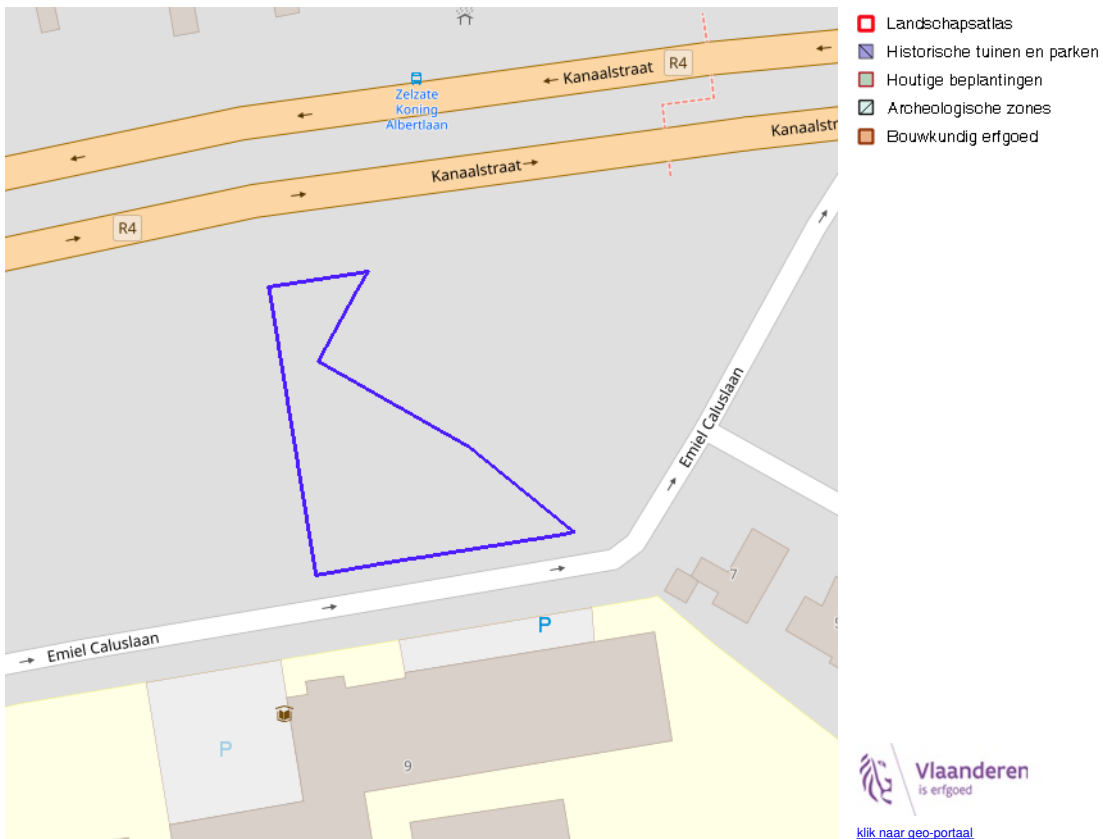 Kanaalstraat
R4
Zelzate
Koning
Albertlaan
Kanaalstr
Kanaalstraat
R4
Emiel Caluslaan
Emiel Caluslaan
7
P
P
9
Landschapsatlas
Historische tuinen en parken
Houtige beplantingen
Archeologische zones
Bouwkundig erfgoed
Vlaanderen
is erfgoed
klik naar geo-portaal